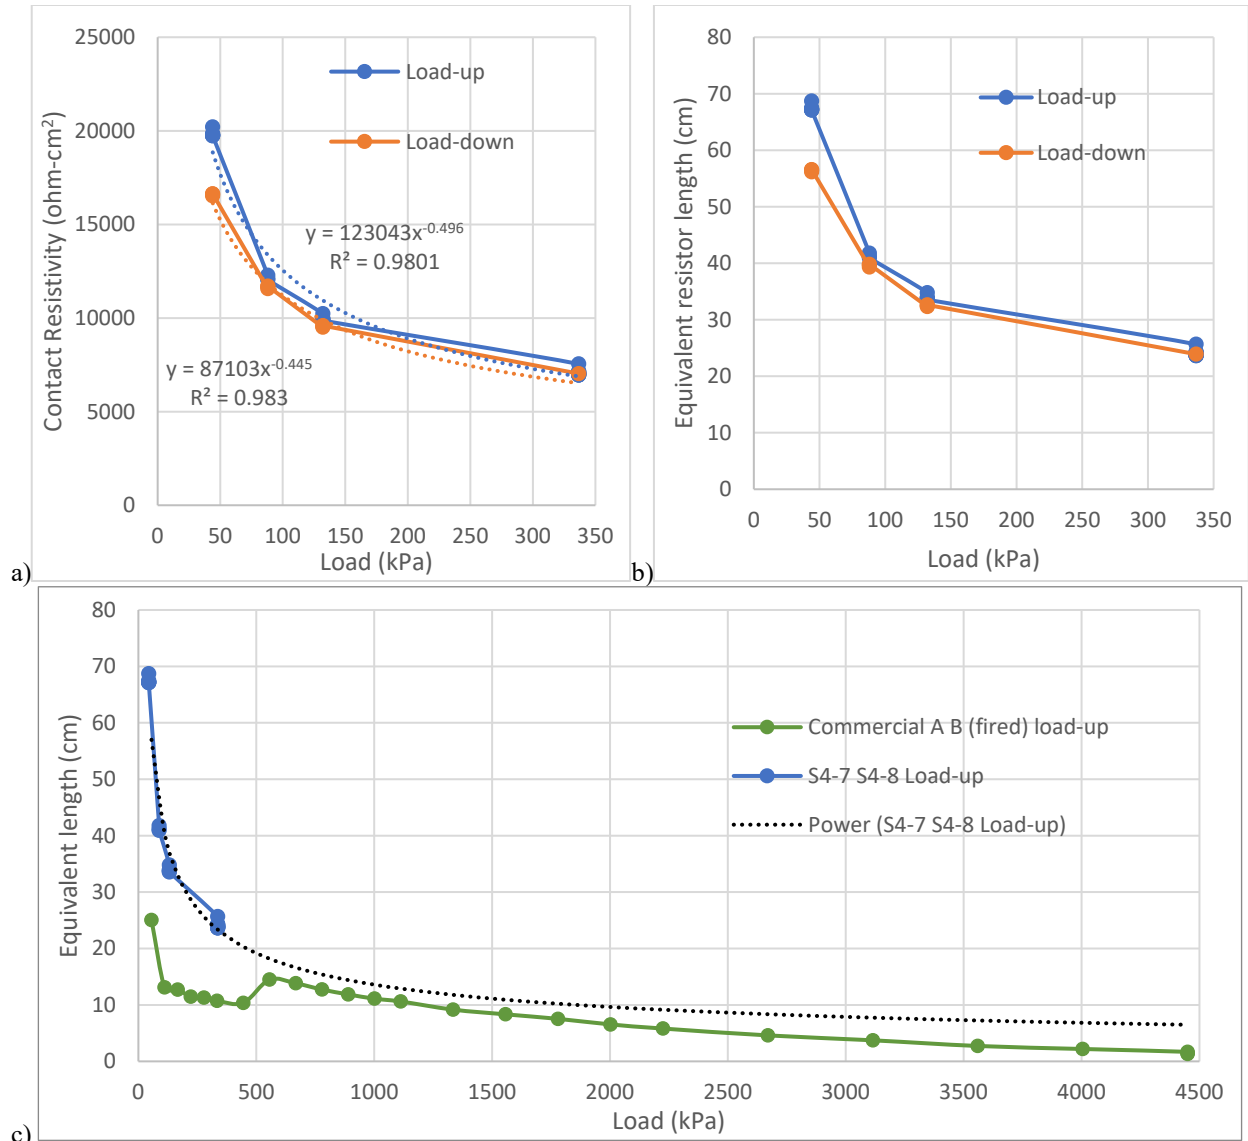 25000
20000
15000
10000
5000
0
Contact Resistivity (ohm-cm²)
Load-up
Load-down
y = 123043x^-0.496
R² = 0.9801
y = 87103x^-0.445
R² = 0.983
0 50 100 150 200 250 300 350
Load (kPa)
a)
80
70
60
50
40
30
20
10
0
Equivalent resistor length (cm)
Load-up
Load-down
0 50 100 150 200 250 300 350
Load (kPa)
b)
80
70
60
50
40
30
20
10
0
Equivalent length (cm)
Commercial A B (fired) load-up
S4-7 S4-8 Load-up
Power (S4-7 S4-8 Load-up)
0 500 1000 1500 2000 2500 3000 3500 4000 4500
Load (kPa)
c)